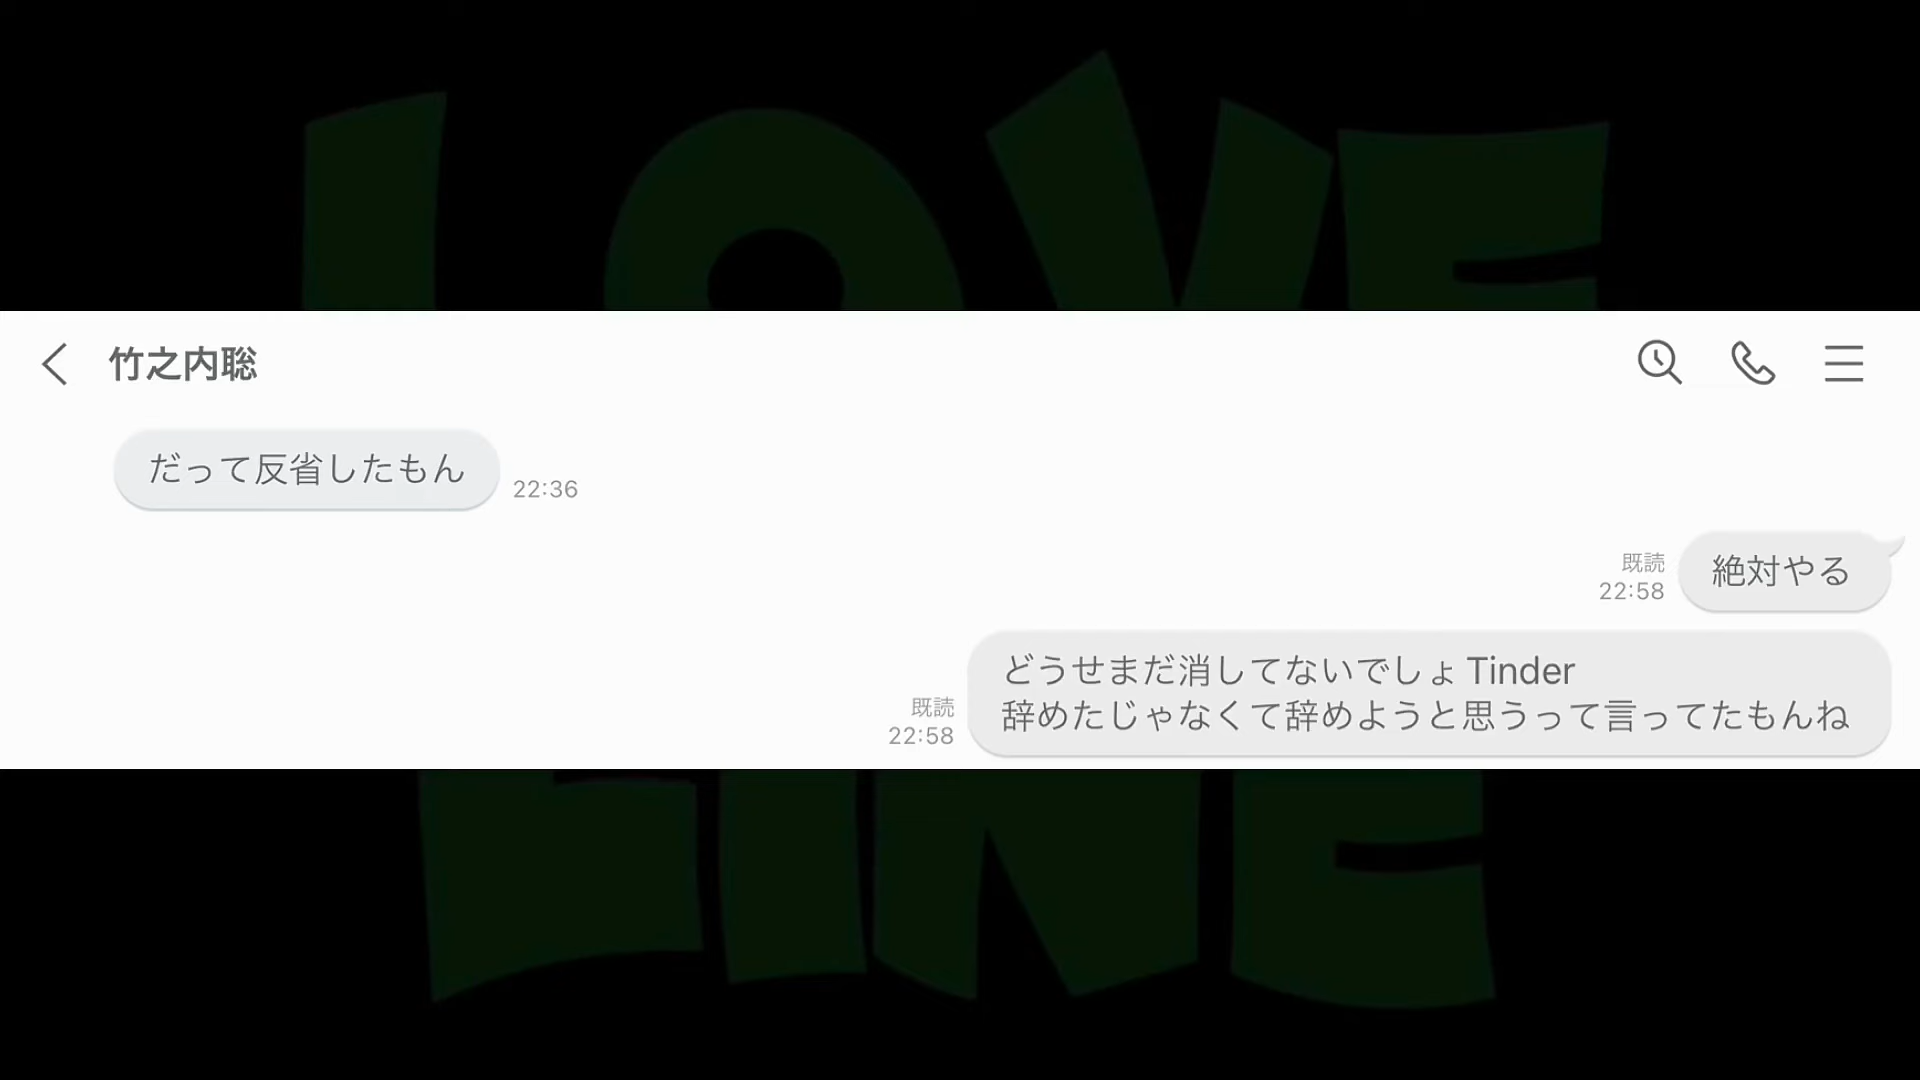 LOVE
竹之内聡
だって反省したもん
22:36
絶対やる
既読
22:58
どうせまだ消してないでしょ Tinder
辞めたじゃなくて辞めようと思うって言ってたもんね
既読
22:58
LINE